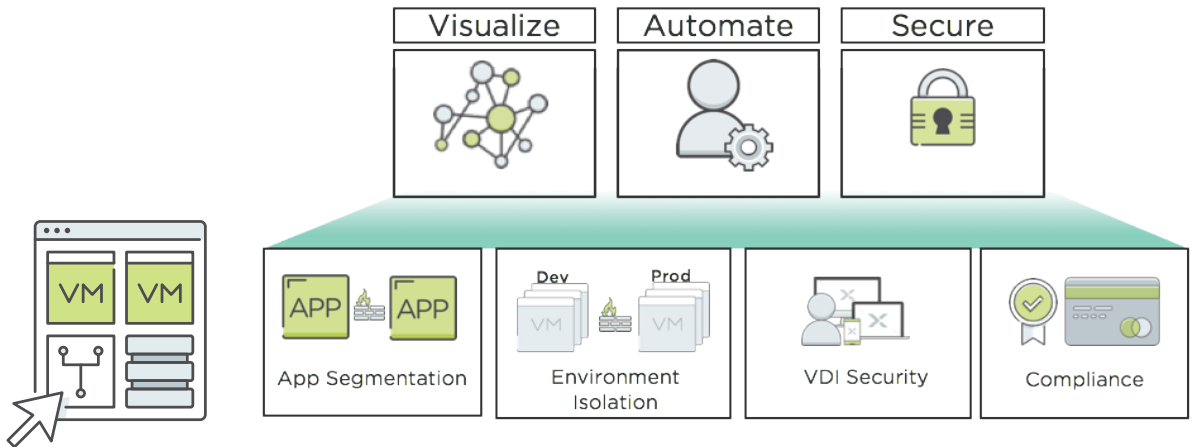 Visualize
Automate
Secure
VM
VM
APP
APP
App Segmentation
Dev
Prod
VM
VM
Environment
Isolation
VDI Security
Compliance